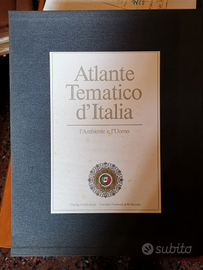 Atlante
Tematico
d'Italia
l'Ambiente e l'Uomo
subito